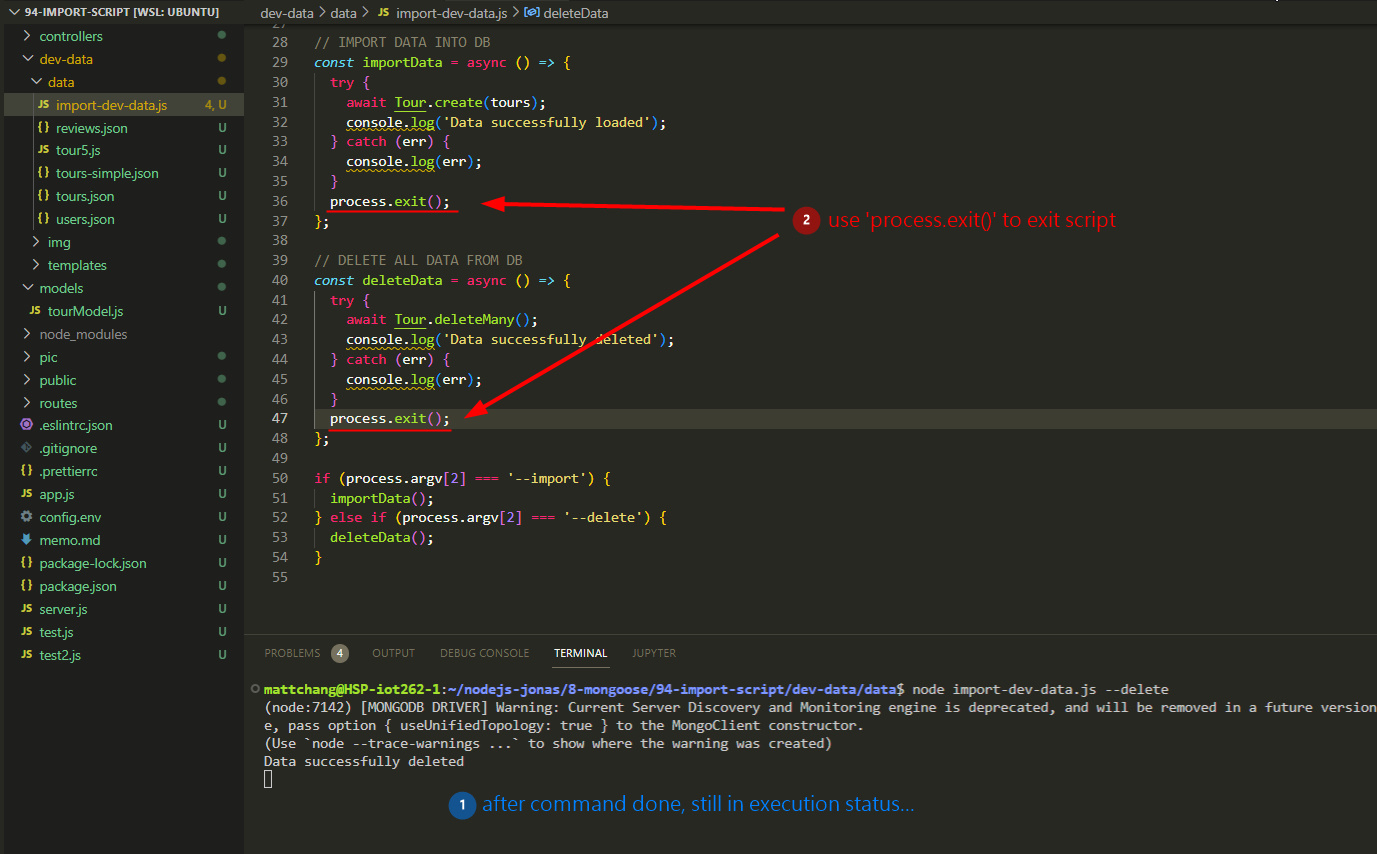 94-IMPORT-SCRIPT [WSL: UBUNTU]
controllers
dev-data
data
JS import-dev-data.js 4, U
{} reviews.json U
JS tour5.js U
{} tours-simple.json U
{} tours.json U
{} users.json U
img
templates
models
JS tourModel.js U
node_modules
pic
public
routes
.eslintrc.json U
.gitignore U
{} .prettierrc U
JS app.js U
config.env U
memo.md U
{} package-lock.json U
{} package.json U
JS server.js U
JS test.js U
JS test2.js U
dev-data > data > JS import-dev-data.js > deleteData
28 // IMPORT DATA INTO DB
29 const importData = async () => {
30 try {
31 await Tour.create(tours);
32 console.log('Data successfully loaded');
33 } catch (err) {
34 console.log(err);
35 }
36 process.exit();
37 };
38
39 // DELETE ALL DATA FROM DB
40 const deleteData = async () => {
41 try {
42 await Tour.deleteMany();
43 console.log('Data successfully deleted');
44 } catch (err) {
45 console.log(err);
46 }
47 process.exit();
48 };
49
50 if (process.argv[2] === '--import') {
51 importData();
52 } else if (process.argv[2] === '--delete') {
53 deleteData();
54 }
55
2 use 'process.exit()' to exit script
PROBLEMS 4 OUTPUT DEBUG CONSOLE TERMINAL JUPYTER
mattchang@HSP-iot262-1:~/nodejs-jonas/8-mongoose/94-import-script/dev-data/data$ node import-dev-data.js --delete
(node:7142) [MONGODB DRIVER] Warning: Current Server Discovery and Monitoring engine is deprecated, and will be removed in a future version
e, pass option { useUnifiedTopology: true } to the MongoClient constructor.
(Use `node --trace-warnings ...` to show where the warning was created)
Data successfully deleted
1 after command done, still in execution status...